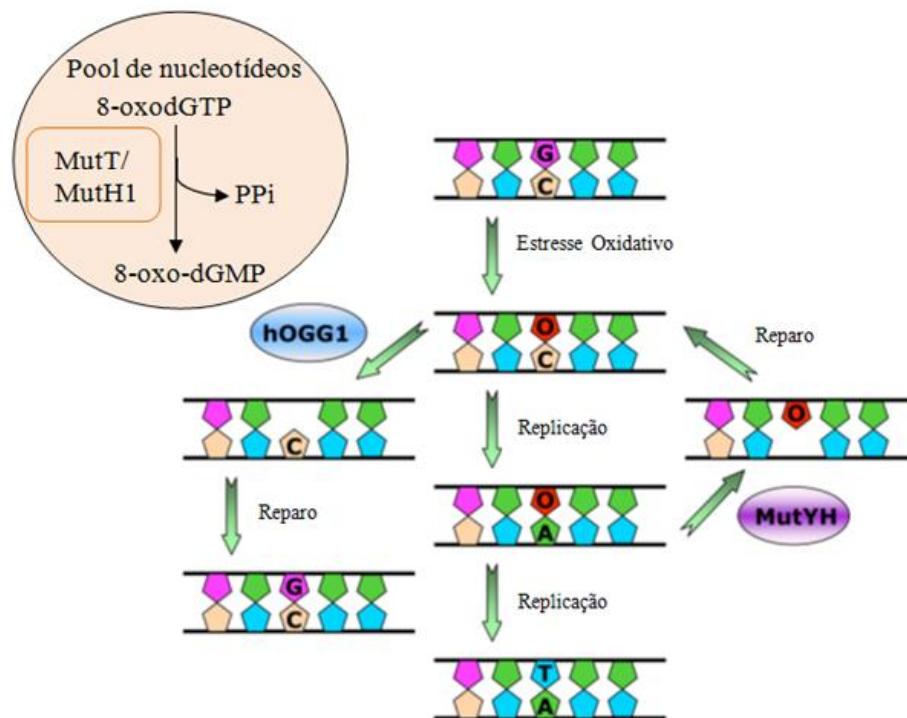 Pool de nucleotídeos
8-oxodGTP
MutT/
MutH1
PPi
8-oxo-dGMP
G
C
Estresse Oxidativo
hOGG1
O
C
Reparo
Replicação
C
O
MutYH
Reparo
O
A
G
C
Replicação
T
A